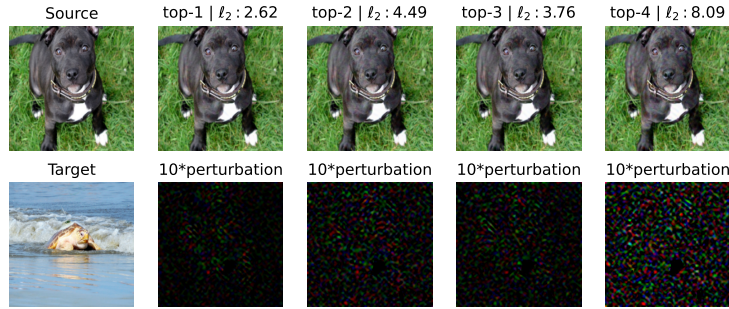 Source
top-1 | ℓ₂ : 2.62
top-2 | ℓ₂ : 4.49
top-3 | ℓ₂ : 3.76
top-4 | ℓ₂ : 8.09
Target
10*perturbation
10*perturbation
10*perturbation
10*perturbation